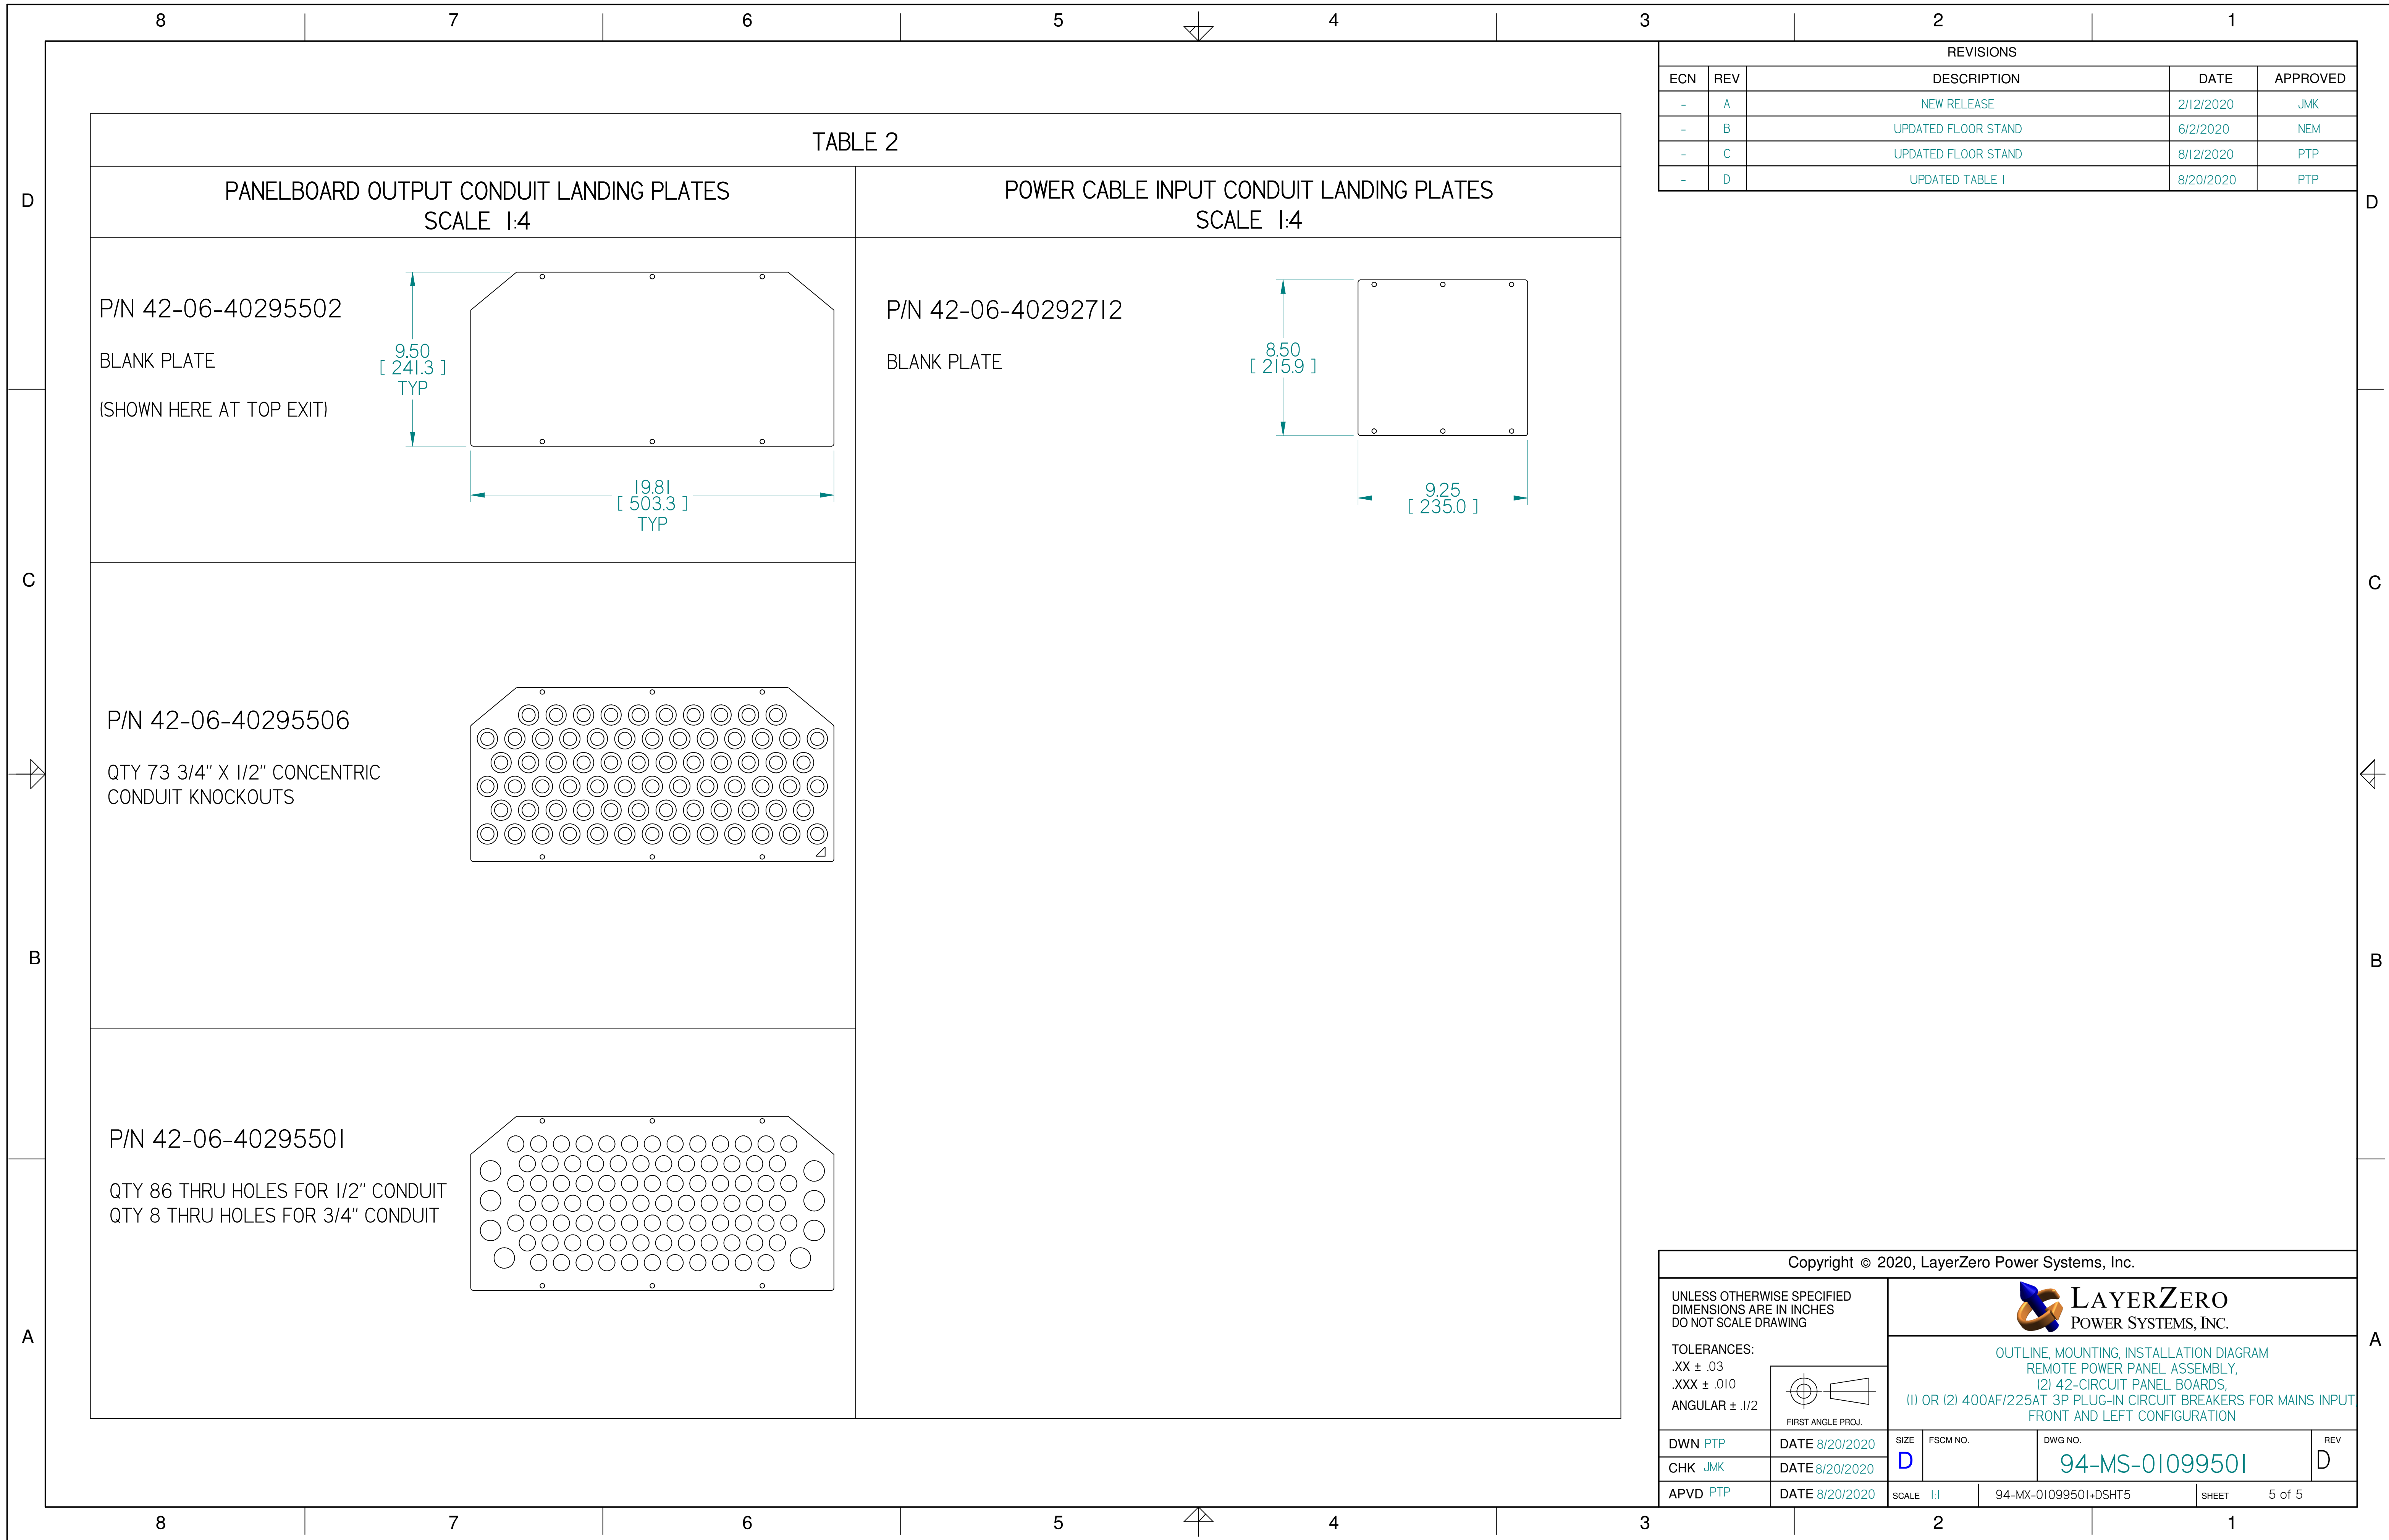 8 7 6 5 4 3 2 1
REVISIONS
ECN REV DESCRIPTION DATE APPROVED
- A NEW RELEASE 2/12/2020 JMK
- B UPDATED FLOOR STAND 6/2/2020 NEM
- C UPDATED FLOOR STAND 8/12/2020 PTP
- D UPDATED TABLE 1 8/20/2020 PTP
TABLE 2
PANELBOARD OUTPUT CONDUIT LANDING PLATES
SCALE 1:4
POWER CABLE INPUT CONDUIT LANDING PLATES
SCALE 1:4
D
D
P/N 42-06-40295502
BLANK PLATE
(SHOWN HERE AT TOP EXIT)
9.50
[ 241.3 ]
TYP
19.81
[ 503.3 ]
TYP
P/N 42-06-40292712
BLANK PLATE
8.50
[ 215.9 ]
9.25
[ 235.0 ]
C
C
P/N 42-06-40295506
QTY 73 3/4" X 1/2" CONCENTRIC
CONDUIT KNOCKOUTS
B
B
P/N 42-06-40295501
QTY 86 THRU HOLES FOR 1/2" CONDUIT
QTY 8 THRU HOLES FOR 3/4" CONDUIT
A
A
Copyright © 2020, LayerZero Power Systems, Inc.
UNLESS OTHERWISE SPECIFIED
DIMENSIONS ARE IN INCHES
DO NOT SCALE DRAWING
TOLERANCES:
.XX ± .03
.XXX ± .010
ANGULAR ± .1/2
FIRST ANGLE PROJ.
LAYERZERO
POWER SYSTEMS, INC.
OUTLINE, MOUNTING, INSTALLATION DIAGRAM
REMOTE POWER PANEL ASSEMBLY,
(2) 42-CIRCUIT PANEL BOARDS,
(1) OR (2) 400AF/225AT 3P PLUG-IN CIRCUIT BREAKERS FOR MAINS INPUT,
FRONT AND LEFT CONFIGURATION
DWN PTP DATE 8/20/2020
CHK JMK DATE 8/20/2020
APVD PTP DATE 8/20/2020
SIZE FSCM NO. DWG NO. REV
D 94-MS-01099501 D
SCALE 1:1 94-MX-01099501+DSHT5 SHEET 5 of 5
8 7 6 5 4 3 2 1